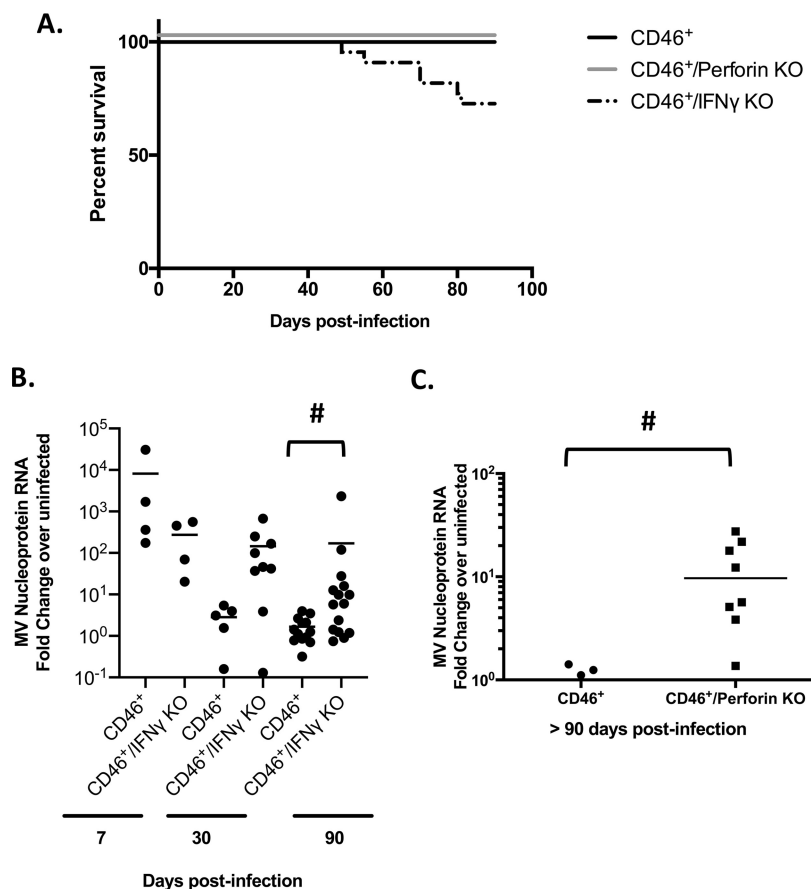 A.
100
50
0
Percent survival
0 20 40 60 80 100
Days post-infection
CD46⁺
CD46⁺/Perforin KO
CD46⁺/IFNγ KO
B.
#
10⁵
10⁴
10³
10²
10¹
10⁰
10⁻¹
MV Nucleoprotein RNA
Fold Change over uninfected
CD46⁺
CD46⁺/IFNγ KO
CD46⁺
CD46⁺/IFNγ KO
CD46⁺
CD46⁺/IFNγ KO
7 30 90
Days post-infection
C.
#
10²
10¹
10⁰
MV Nucleoprotein RNA
Fold Change over uninfected
CD46⁺ CD46⁺/Perforin KO
> 90 days post-infection